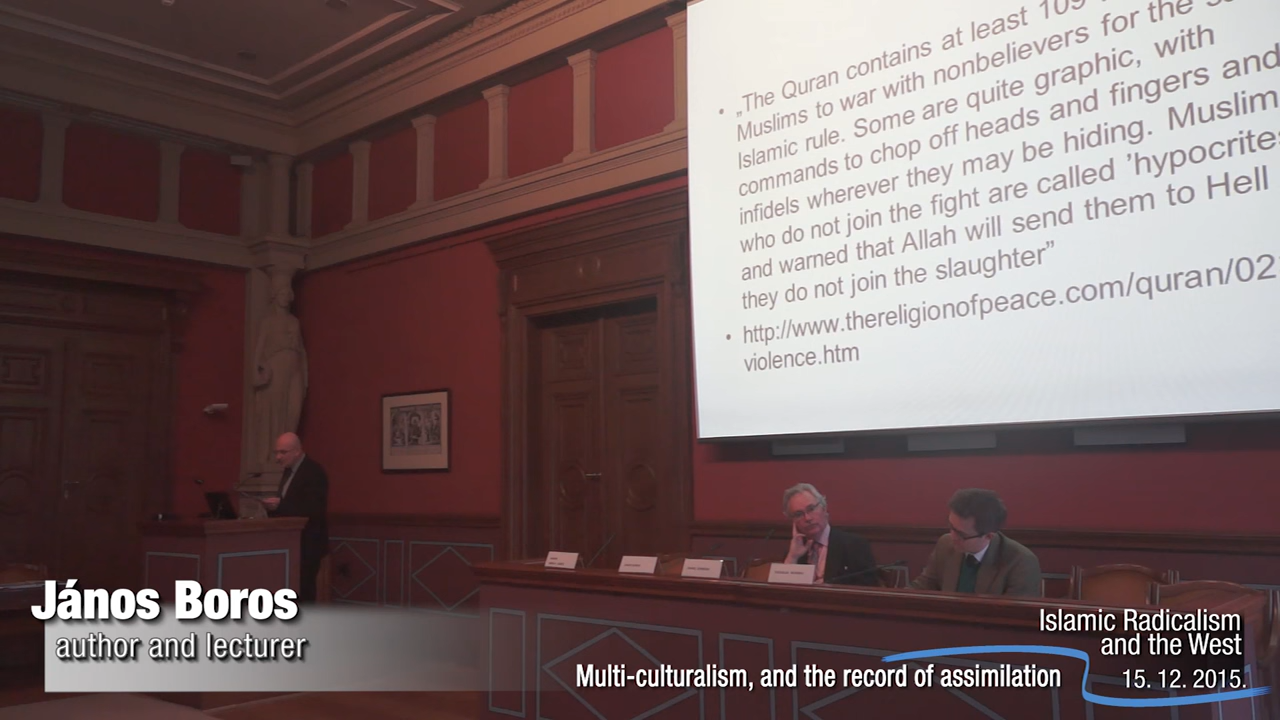 „The Quran contains at least 109
Muslims to war with nonbelievers for the
Islamic rule. Some are quite graphic, with
commands to chop off heads and fingers and
infidels wherever they may be hiding. Muslim
who do not join the fight are called 'hypocrites
and warned that Allah will send them to Hell
they do not join the slaughter”
http://www.thereligionofpeace.com/quran/02
violence.htm
János Boros
author and lecturer
Islamic Radicalism
and the West
Multi-culturalism, and the record of assimilation
15. 12. 2015.